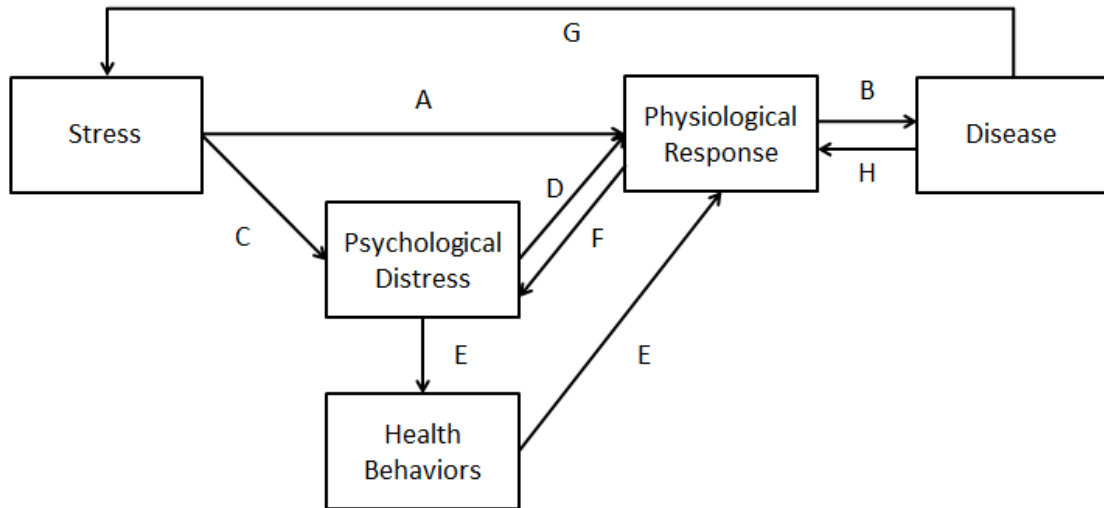 G
Stress
A
Physiological
Response
B
Disease
H
C
Psychological
Distress
D
F
E
E
Health
Behaviors